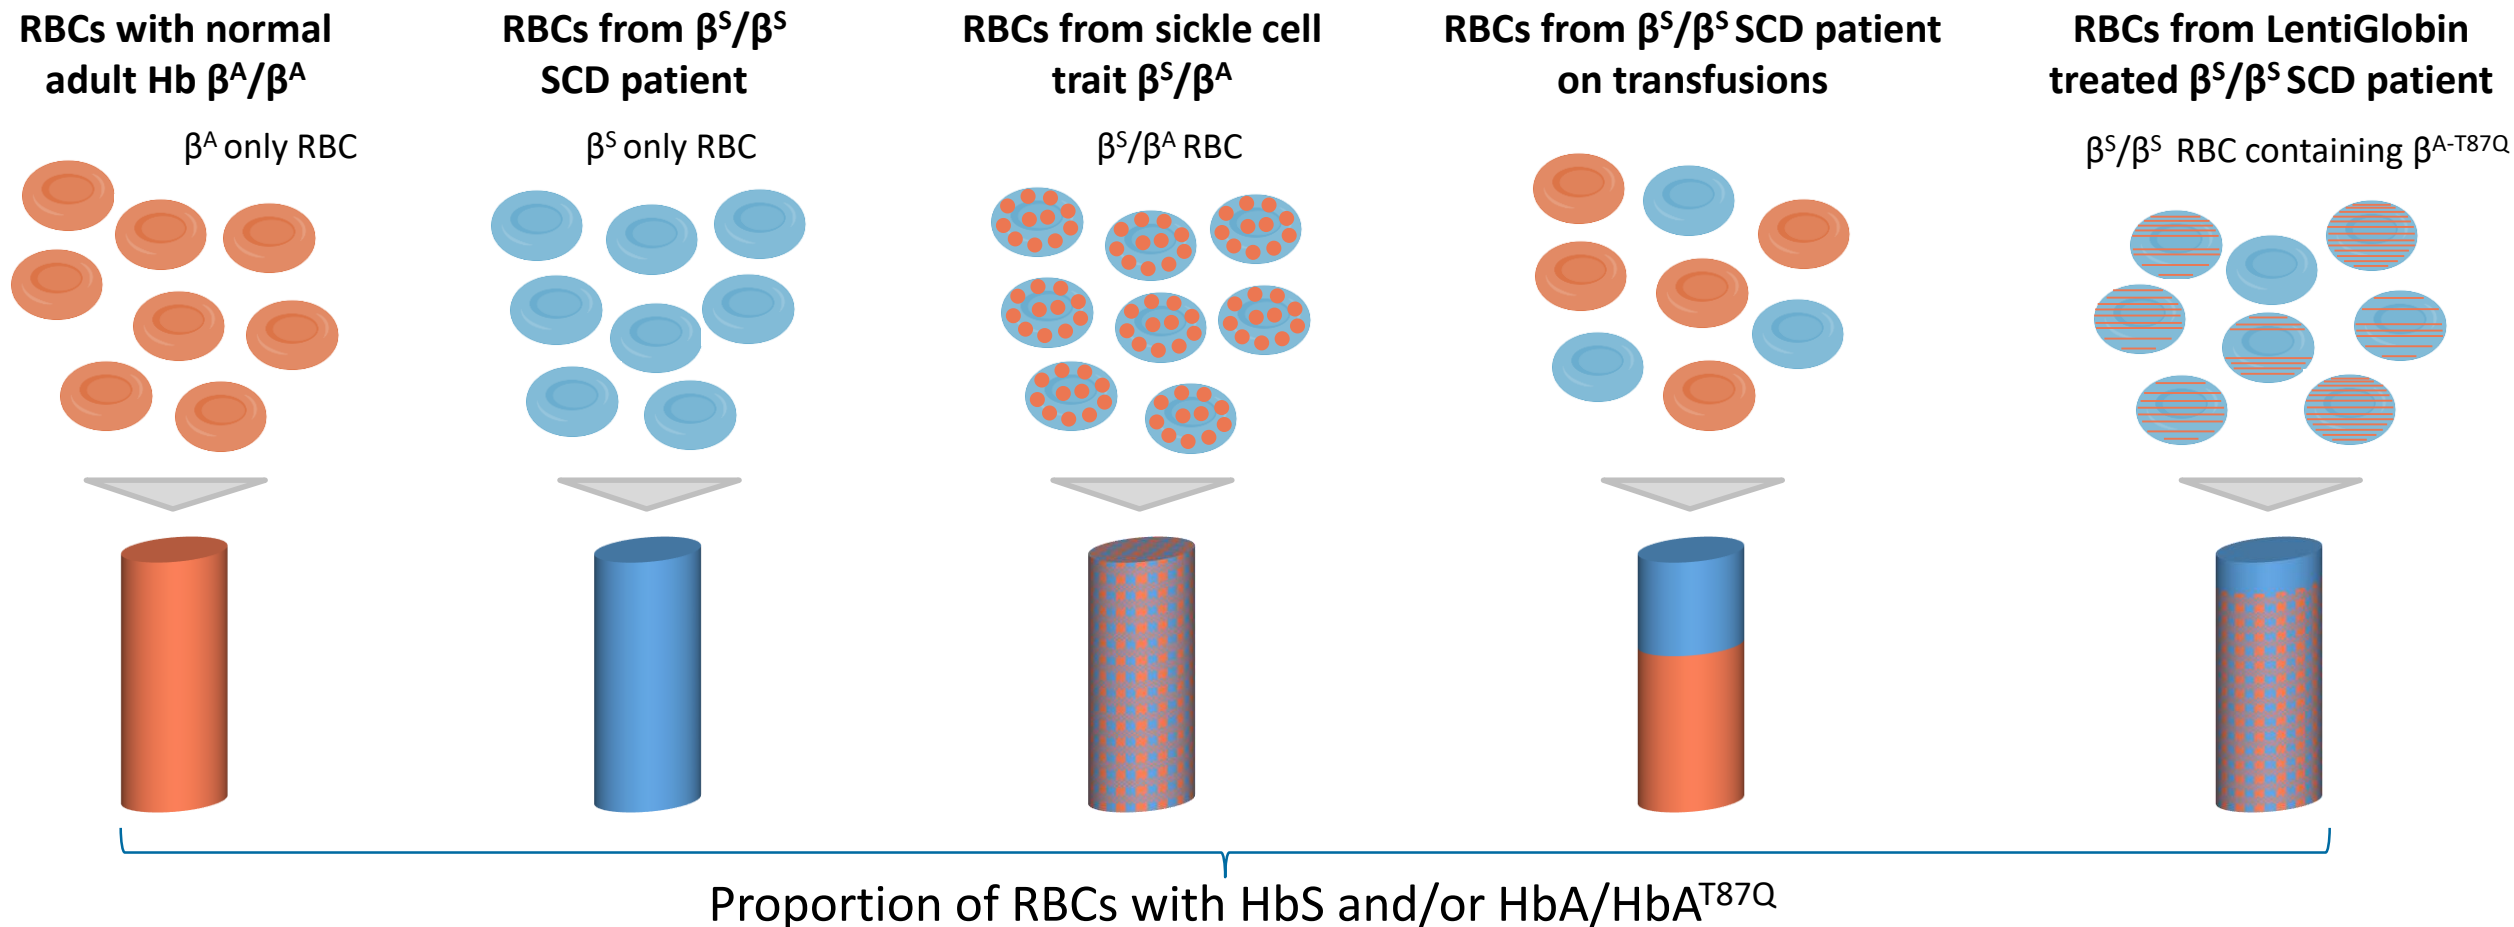 RBCs with normal
adult Hb βᴬ/βᴬ
RBCs from βˢ/βˢ
SCD patient
RBCs from sickle cell
trait βˢ/βᴬ
RBCs from βˢ/βˢ SCD patient
on transfusions
RBCs from LentiGlobin
treated βˢ/βˢ SCD patient
βᴬ only RBC
βˢ only RBC
βˢ/βᴬ RBC
βˢ/βˢ RBC containing β^A-T87Q
Proportion of RBCs with HbS and/or HbA/HbA^T87Q